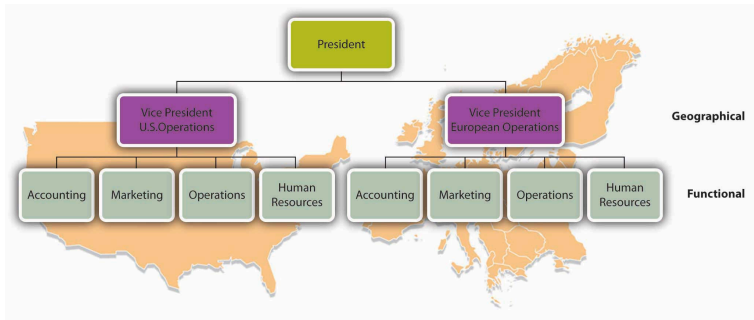 President
Vice President
U.S.Operations
Vice President
European Operations
Geographical
Accounting
Marketing
Operations
Human
Resources
Accounting
Marketing
Operations
Human
Resources
Functional